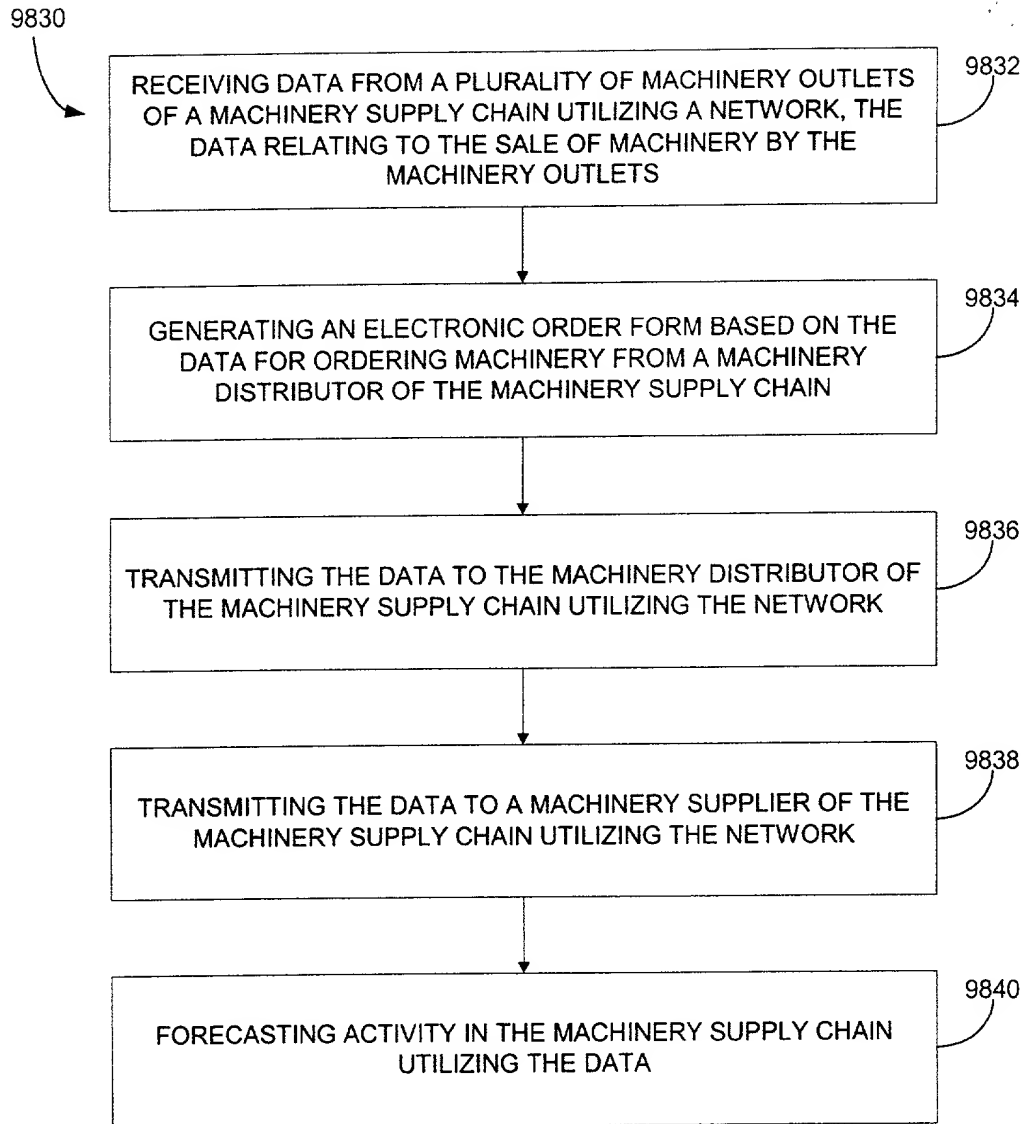 9830
RECEIVING DATA FROM A PLURALITY OF MACHINERY OUTLETS
OF A MACHINERY SUPPLY CHAIN UTILIZING A NETWORK, THE
DATA RELATING TO THE SALE OF MACHINERY BY THE
MACHINERY OUTLETS
9832
GENERATING AN ELECTRONIC ORDER FORM BASED ON THE
DATA FOR ORDERING MACHINERY FROM A MACHINERY
DISTRIBUTOR OF THE MACHINERY SUPPLY CHAIN
9834
TRANSMITTING THE DATA TO THE MACHINERY DISTRIBUTOR OF
THE MACHINERY SUPPLY CHAIN UTILIZING THE NETWORK
9836
TRANSMITTING THE DATA TO A MACHINERY SUPPLIER OF THE
MACHINERY SUPPLY CHAIN UTILIZING THE NETWORK
9838
FORECASTING ACTIVITY IN THE MACHINERY SUPPLY CHAIN
UTILIZING THE DATA
9840